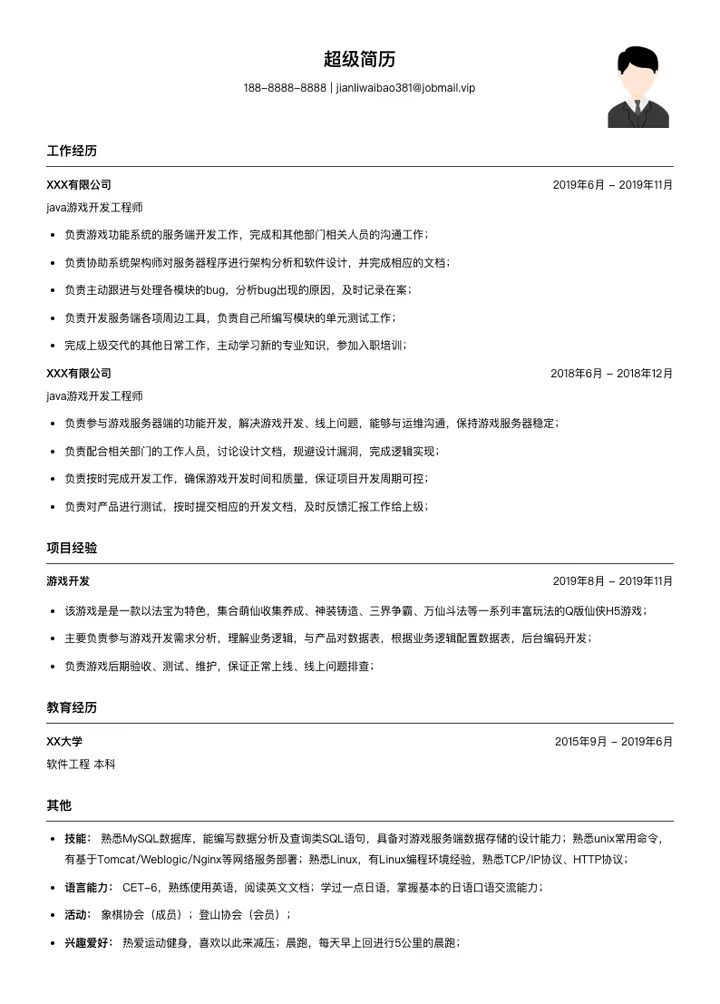 超级简历
188-8888-8888 | jianliwaibao381@jobmail.vip
工作经历
XXX有限公司 2019年6月 – 2019年11月
java游戏开发工程师
• 负责游戏功能系统的服务端开发工作，完成和其他部门相关人员的沟通工作；
• 负责协助系统架构师对服务器程序进行架构分析和软件设计，并完成相应的文档；
• 负责主动跟进与处理各模块的bug，分析bug出现的原因，及时记录在案；
• 负责开发服务端各项周边工具，负责自己所编写模块的单元测试工作；
• 完成上级交代的其他日常工作，主动学习新的专业知识，参加入职培训；
XXX有限公司 2018年6月 – 2018年12月
java游戏开发工程师
• 负责参与游戏服务器端的功能开发，解决游戏开发、线上问题，能够与运维沟通，保持游戏服务器稳定；
• 负责配合相关部门的工作人员，讨论设计文档，规避设计漏洞，完成逻辑实现；
• 负责按时完成开发工作，确保游戏开发时间和质量，保证项目开发周期可控；
• 负责对产品进行测试，按时提交相应的开发文档，及时反馈汇报工作给上级；
项目经验
游戏开发 2019年8月 – 2019年11月
• 该游戏是是一款以法宝为特色，集合萌仙收集养成、神装铸造、三界争霸、万仙斗法等一系列丰富玩法的Q版仙侠H5游戏；
• 主要负责参与游戏开发需求分析，理解业务逻辑，与产品对数据表，根据业务逻辑配置数据表，后台编码开发；
• 负责游戏后期验收、测试、维护，保证正常上线、线上问题排查；
教育经历
XX大学 2015年9月 – 2019年6月
软件工程 本科
其他
• 技能： 熟悉MySQL数据库，能编写数据分析及查询类SQL语句，具备对游戏服务端数据存储的设计能力；熟悉unix常用命令，
有基于Tomcat/Weblogic/Nginx等网络服务部署；熟悉Linux，有Linux编程环境经验，熟悉TCP/IP协议、HTTP协议；
• 语言能力： CET-6，熟练使用英语，阅读英文文档；学过一点日语，掌握基本的日语口语交流能力；
• 活动： 象棋协会（成员）；登山协会（会员）；
• 兴趣爱好： 热爱运动健身，喜欢以此来减压；晨跑，每天早上回进行5公里的晨跑；